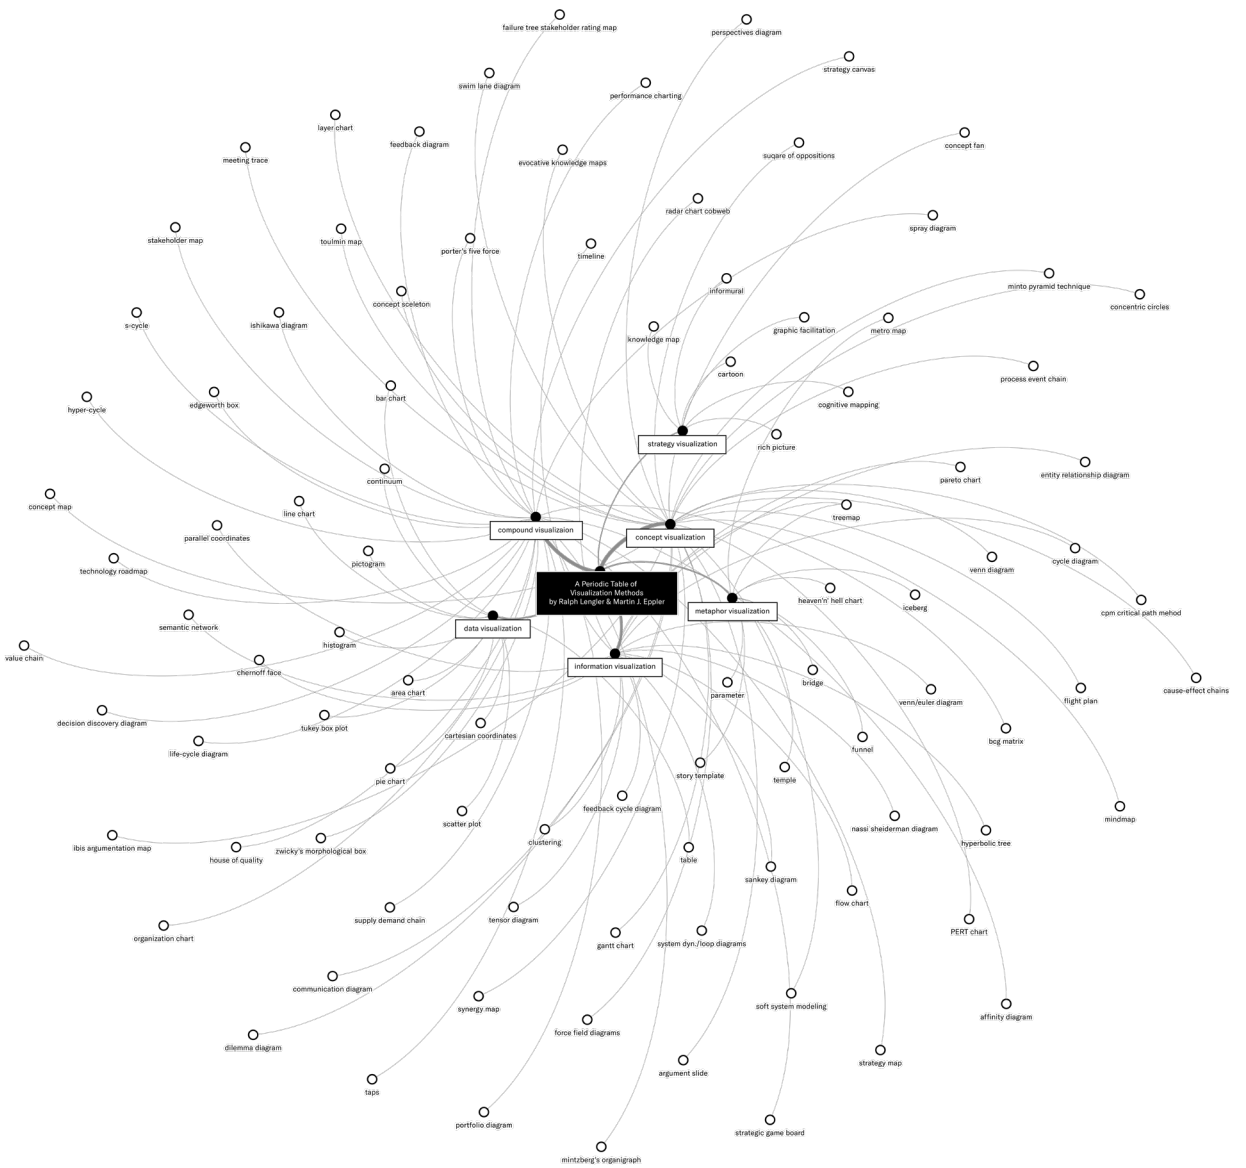 failure tree stakeholder rating map
perspectives diagram
strategy canvas
swim lane diagram
performance charting
layer chart
feedback diagram
meeting trace
evocative knowledge maps
suqare of oppositions
concept fan
radar chart cobweb
spray diagram
stakeholder map
toulmin map
porter's five force
timeline
informural
minto pyramid technique
concentric circles
concept sceleton
s-cycle
ishikawa diagram
knowledge map
graphic facilitation
metro map
cartoon
process event chain
hyper-cycle
edgeworth box
bar chart
cognitive mapping
strategy visualization
rich picture
entity relationship diagram
pareto chart
continuum
concept map
line chart
treemap
parallel coordinates
compound visualizaion
concept visualization
technology roadmap
pictogram
venn diagram
cycle diagram
A Periodic Table of
Visualization Methods
by Ralph Lengler & Martin J. Eppler
heaven'n' hell chart
iceberg
metaphor visualization
cpm critical path mehod
semantic network
data visualization
histogram
value chain
chernoff face
information visualization
bridge
area chart
parameter
venn/euler diagram
flight plan
cause-effect chains
decision discovery diagram
tukey box plot
cartesian coordinates
life-cycle diagram
funnel
bcg matrix
pie chart
story template
temple
feedback cycle diagram
mindmap
scatter plot
nassi sheiderman diagram
ibis argumentation map
house of quality
zwicky's morphological box
clustering
table
hyperbolic tree
sankey diagram
flow chart
supply demand chain
tensor diagram
organization chart
gantt chart
system dyn./loop diagrams
PERT chart
communication diagram
synergy map
soft system modeling
affinity diagram
dilemma diagram
force field diagrams
argument slide
strategy map
taps
portfolio diagram
strategic game board
mintzberg's organigraph